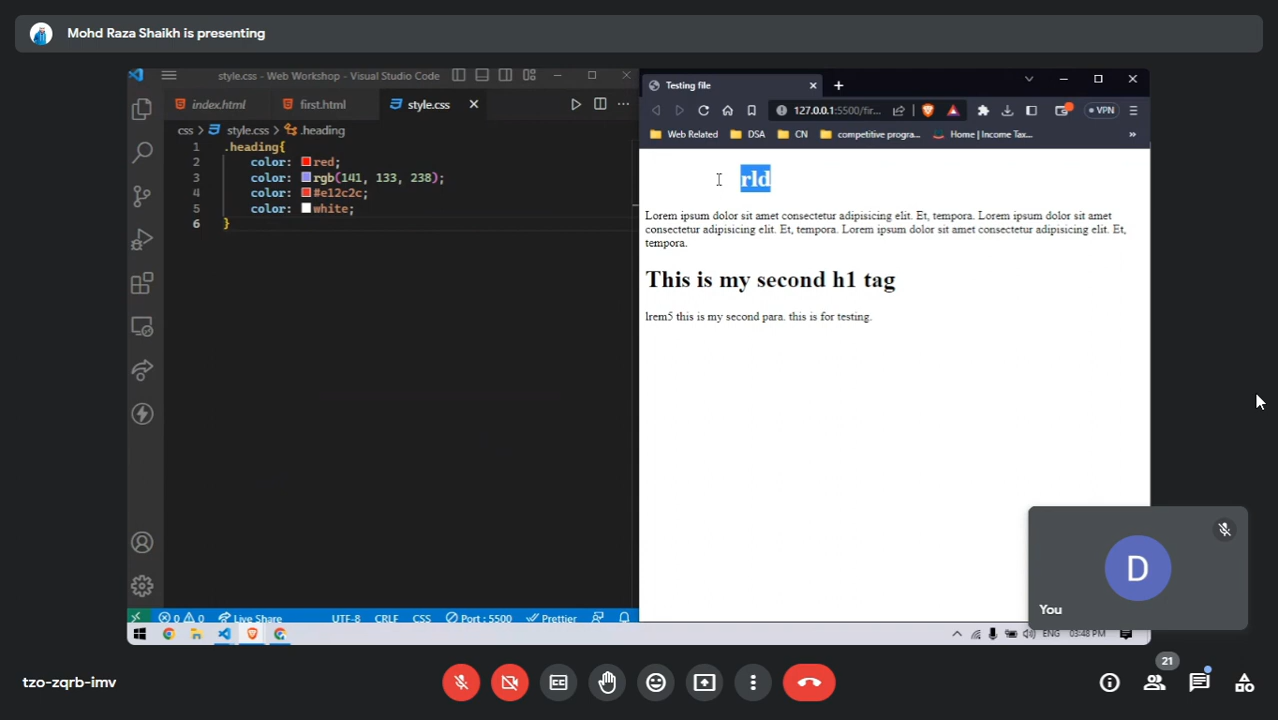 Mohd Raza Shaikh is presenting
style.css - Web Workshop - Visual Studio Code
index.html first.html style.css
css > style.css > .heading
1 .heading{
2 color: red;
3 color: rgb(141, 133, 238);
4 color: #e12c2c;
5 color: white;
6 }
0 0 Live Share UTF-8 CRLF CSS Port : 5500 Prettier
Testing file
127.0.0.1:5500/fir... VPN
Web Related DSA CN competitive progra... Home | Income Tax... »
rld
Lorem ipsum dolor sit amet consectetur adipisicing elit. Et, tempora. Lorem ipsum dolor sit amet
consectetur adipisicing elit. Et, tempora. Lorem ipsum dolor sit amet consectetur adipisicing elit. Et,
tempora.
This is my second h1 tag
lrem5 this is my second para. this is for testing.
D
You
ENG 03:48 PM
tzo-zqrb-imv
21